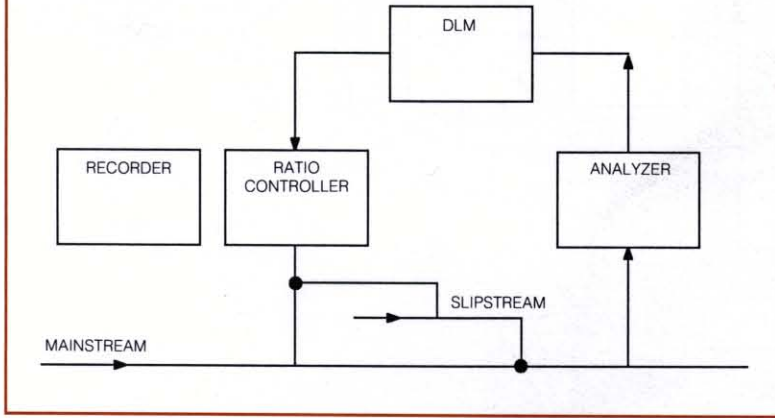 DLM
RECORDER
RATIO
CONTROLLER
ANALYZER
SLIPSTREAM
MAINSTREAM